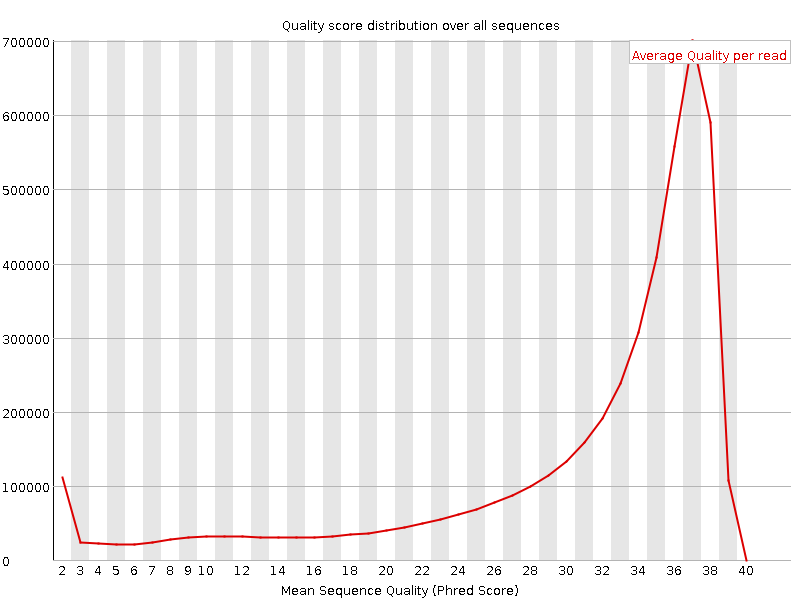 Quality score distribution over all sequences
Average Quality per read
700000
600000
500000
400000
300000
200000
100000
0
2 3 4 5 6 7 8 9 10 12 14 16 18 20 22 24 26 28 30 32 34 36 38 40
Mean Sequence Quality (Phred Score)